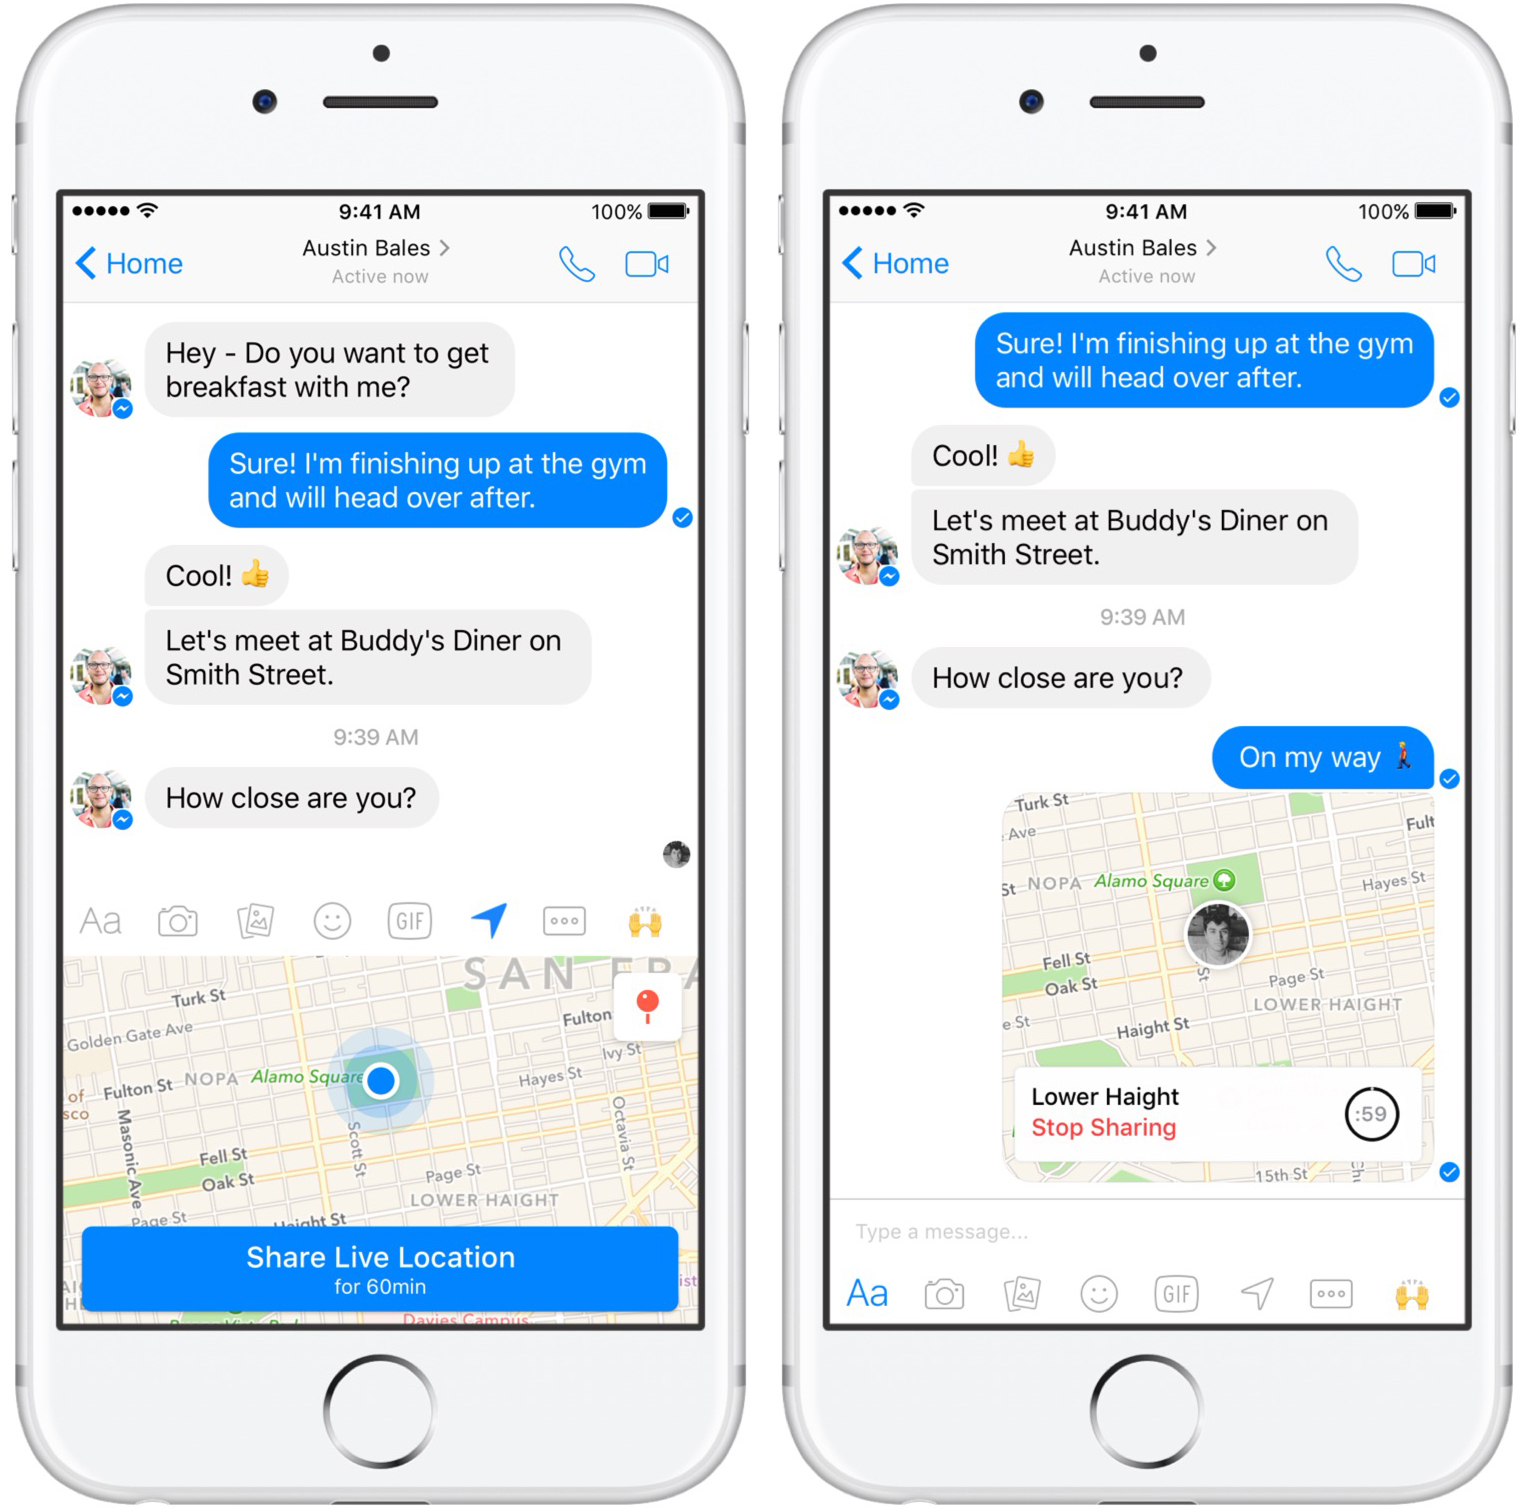 9:41 AM
100%
Home
Austin Bales
Active now
Hey - Do you want to get
breakfast with me?
Sure! I'm finishing up at the gym
and will head over after.
Cool! 👍
Let's meet at Buddy's Diner on
Smith Street.
9:39 AM
How close are you?
Aa
GIF
SAN FRA
Turk St
Golden Gate Ave
Fulton
Ivy St
Fulton St
NOPA
Alamo Square
Hayes St
of
sco
Masonic Ave
Scott St
Octavia St
Fell St
Oak St
Page St
LOWER HAIGHT
Page St
Haight St
Share Live Location
for 60min
Davies Campus
9:41 AM
100%
Home
Austin Bales
Active now
Sure! I'm finishing up at the gym
and will head over after.
Cool! 👍
Let's meet at Buddy's Diner on
Smith Street.
9:39 AM
How close are you?
On my way 🚶
Turk St
Ave
Fult
St
NOPA
Alamo Square
Hayes St
Fell St
Oak St
St
Page St
LOWER HAIGHT
e St
Haight St
Lower Haight
Stop Sharing
:59
15th St
Type a message...
Aa
GIF